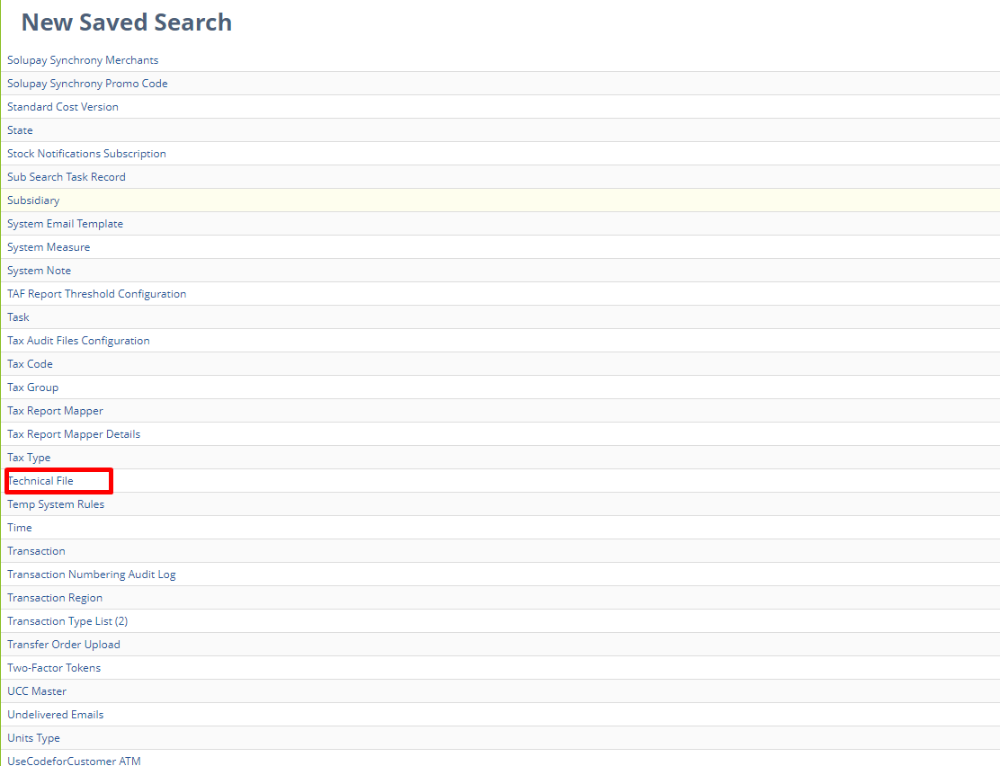 New Saved Search
Solupay Synchrony Merchants
Solupay Synchrony Promo Code
Standard Cost Version
State
Stock Notifications Subscription
Sub Search Task Record
Subsidiary
System Email Template
System Measure
System Note
TAF Report Threshold Configuration
Task
Tax Audit Files Configuration
Tax Code
Tax Group
Tax Report Mapper
Tax Report Mapper Details
Tax Type
Technical File
Temp System Rules
Time
Transaction
Transaction Numbering Audit Log
Transaction Region
Transaction Type List (2)
Transfer Order Upload
Two-Factor Tokens
UCC Master
Undelivered Emails
Units Type
UseCodeforCustomer ATM